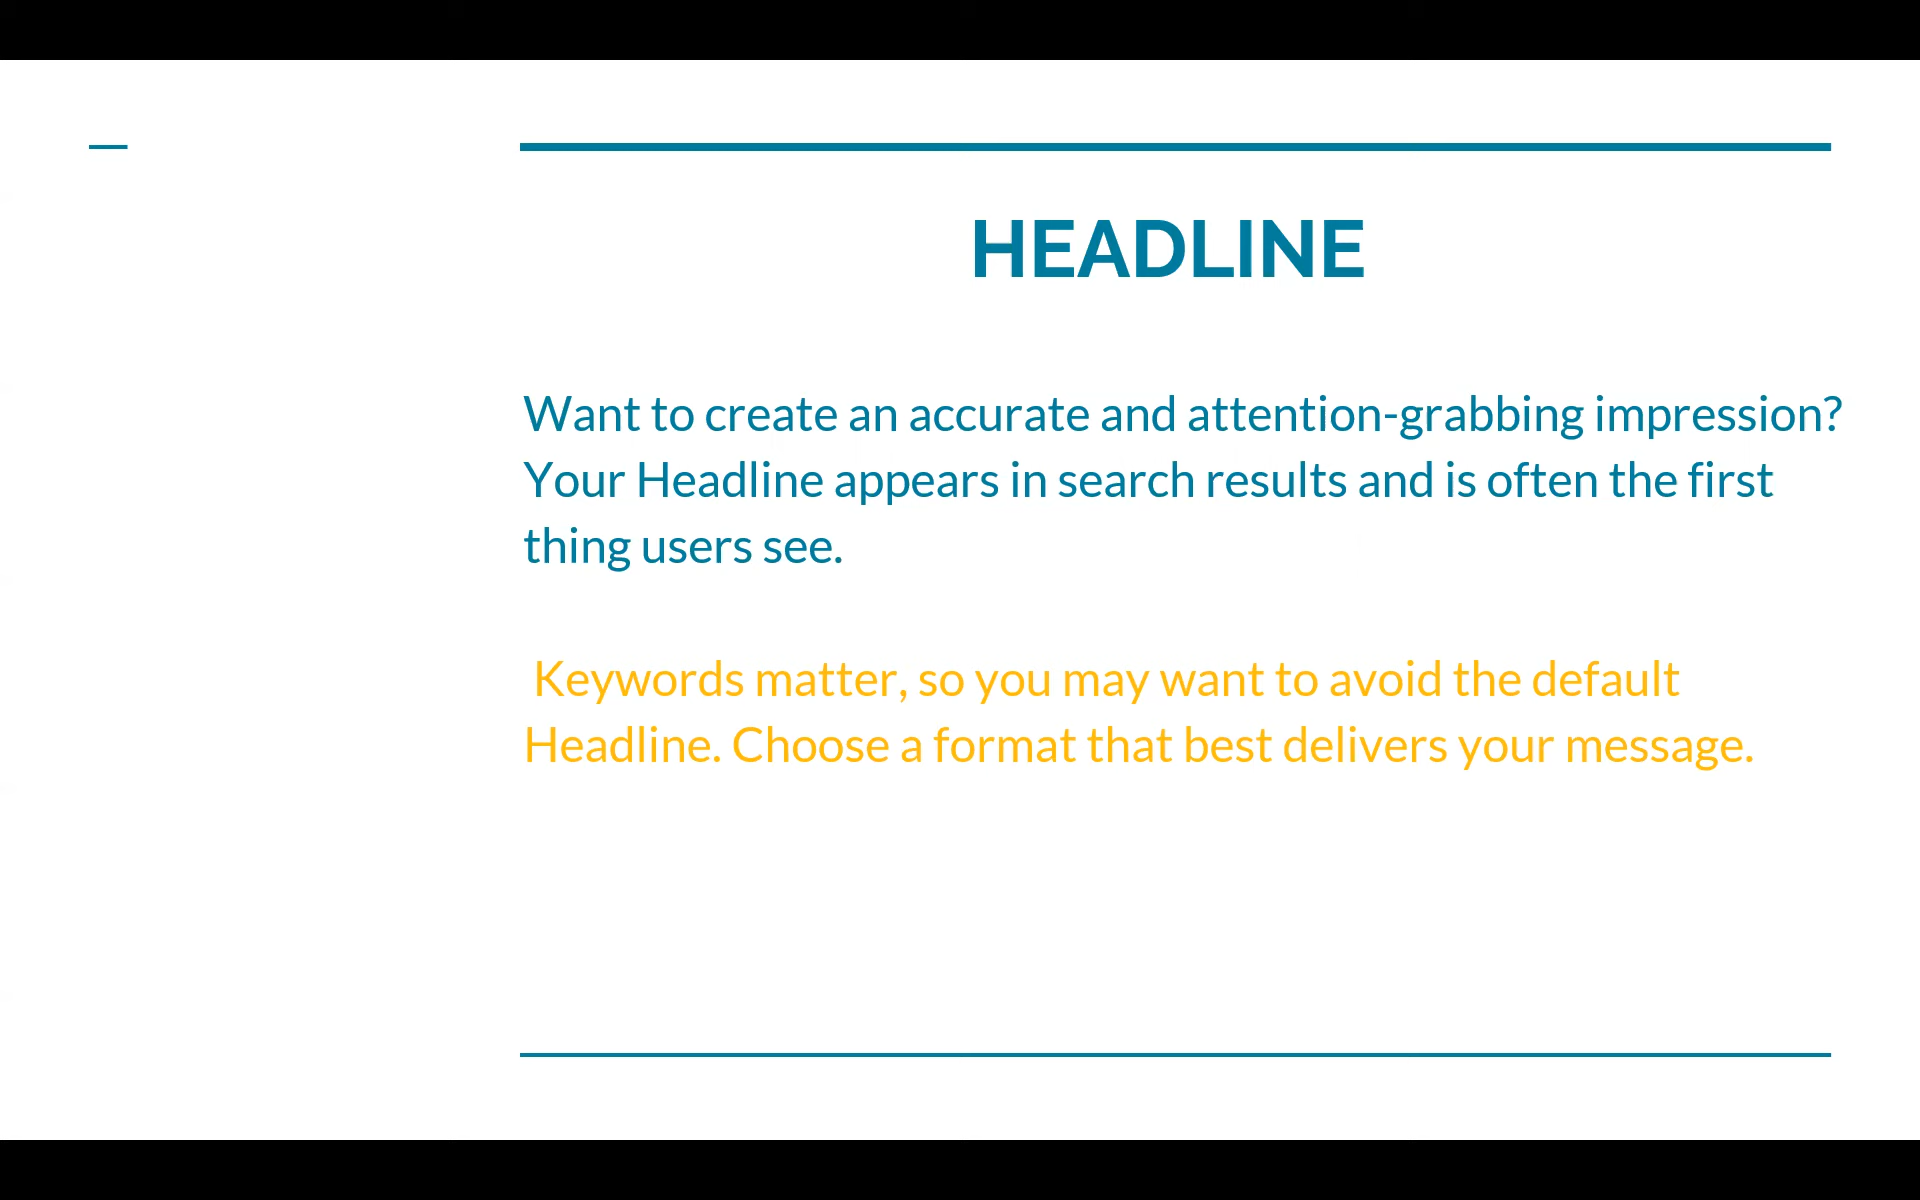 HEADLINE
Want to create an accurate and attention-grabbing impression?
Your Headline appears in search results and is often the first
thing users see.
Keywords matter, so you may want to avoid the default
Headline. Choose a format that best delivers your message.